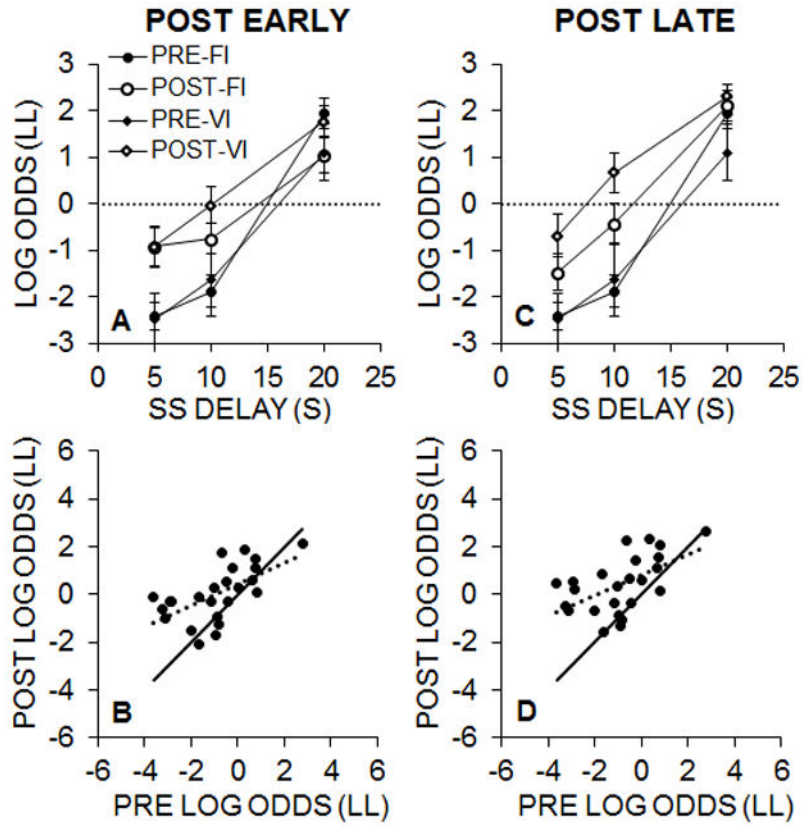 POST EARLY
PRE-FI
POST-FI
PRE-VI
POST-VI
LOG ODDS (LL)
3
2
1
0
-1
-2
-3
A
0 5 10 15 20 25
SS DELAY (S)
POST LATE
LOG ODDS (LL)
3
2
1
0
-1
-2
-3
C
0 5 10 15 20 25
SS DELAY (S)
POST LOG ODDS (LL)
6
4
2
0
-2
-4
-6
B
-6 -4 -2 0 2 4 6
PRE LOG ODDS (LL)
POST LOG ODDS (LL)
6
4
2
0
-2
-4
-6
D
-6 -4 -2 0 2 4 6
PRE LOG ODDS (LL)